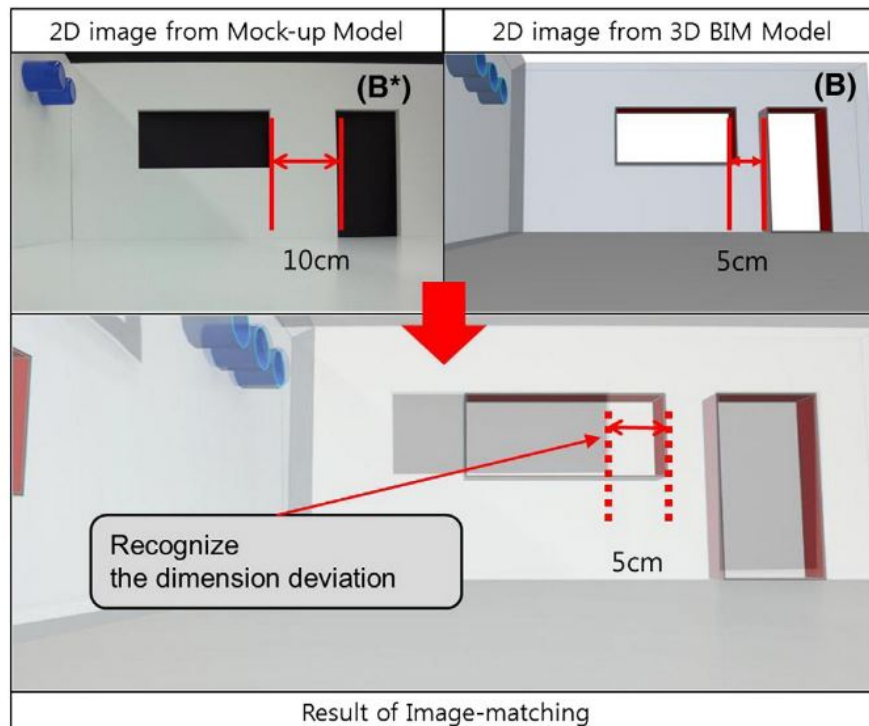 2D image from Mock-up Model
2D image from 3D BIM Model
(B*)
(B)
10cm
5cm
Recognize
the dimension deviation
5cm
Result of Image-matching